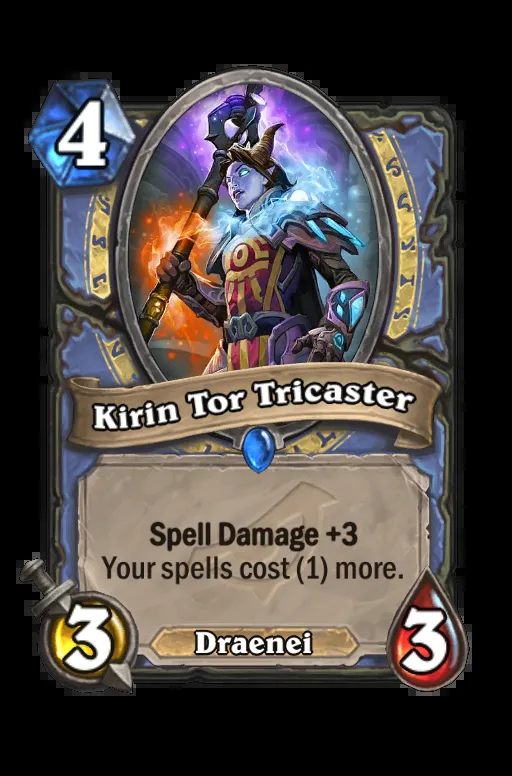 4
Kirin Tor Tricaster
Spell Damage +3
Your spells cost (1) more.
3
Draenei
3